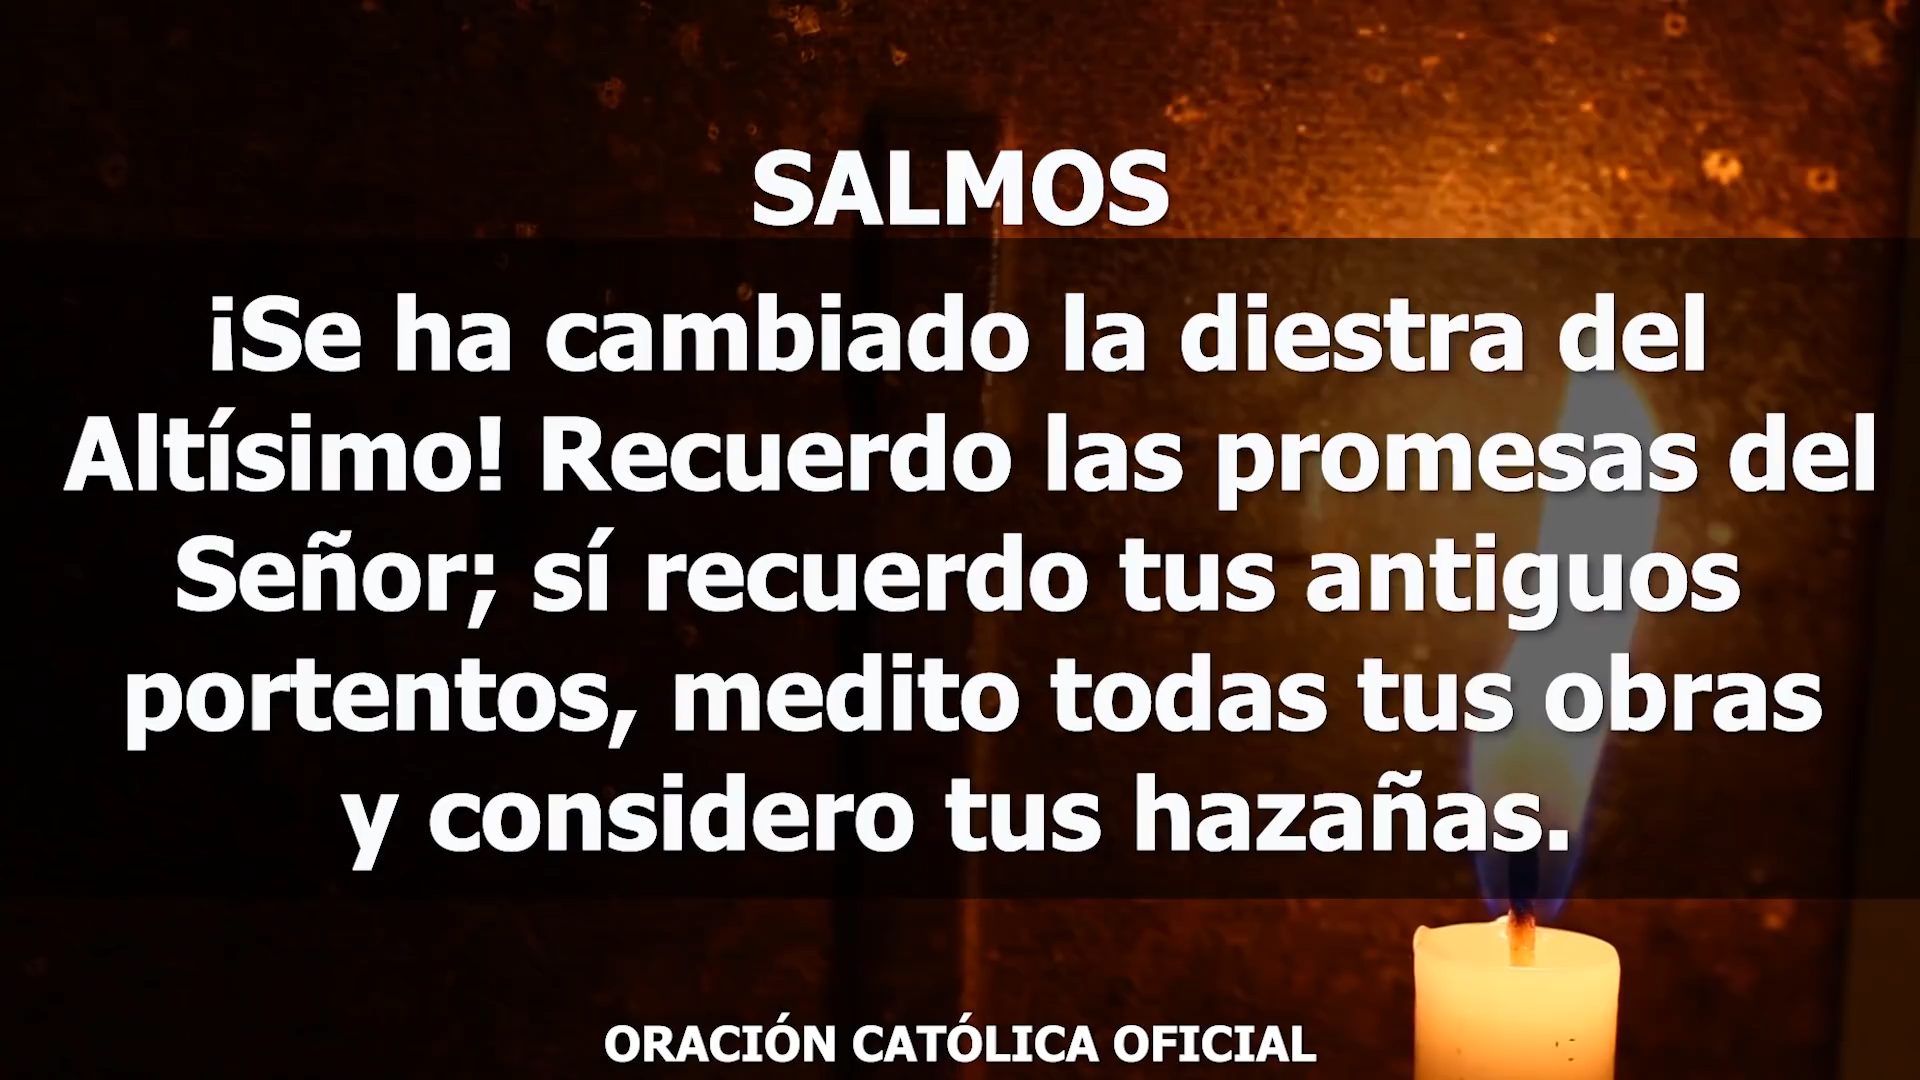 SALMOS
¡Se ha cambiado la diestra del
Altísimo! Recuerdo las promesas del
Señor; sí recuerdo tus antiguos
portentos, medito todas tus obras
y considero tus hazañas.
ORACIÓN CATÓLICA OFICIAL